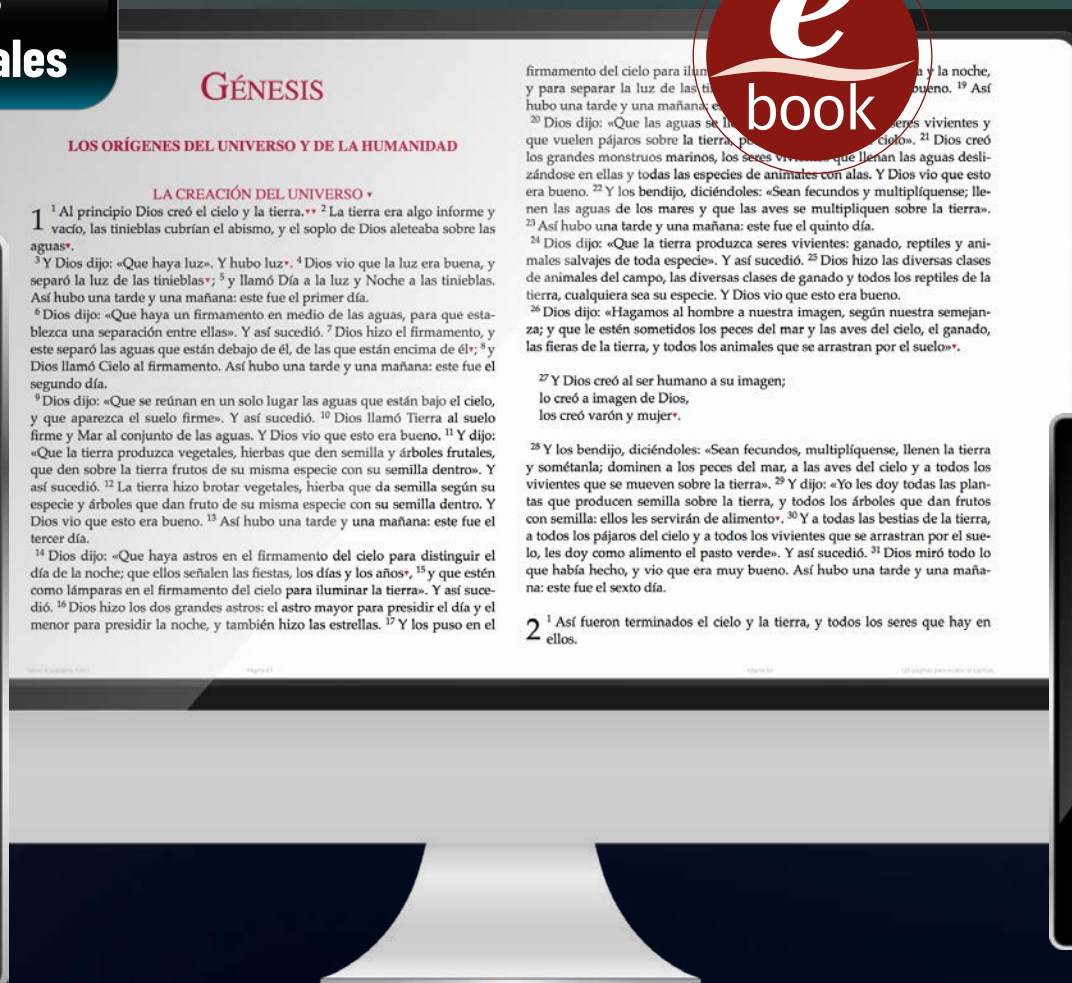 ales
e
book
GÉNESIS
LOS ORÍGENES DEL UNIVERSO Y DE LA HUMANIDAD
LA CREACIÓN DEL UNIVERSO
1 1 Al principio Dios creó el cielo y la tierra. 2 La tierra era algo informe y
vacío, las tinieblas cubrían el abismo, y el soplo de Dios aleteaba sobre las
aguas.
3 Y Dios dijo: «Que haya luz». Y hubo luz. 4 Dios vio que la luz era buena, y
separó la luz de las tinieblas; 5 y llamó Día a la luz y Noche a las tinieblas.
Así hubo una tarde y una mañana: este fue el primer día.
6 Dios dijo: «Que haya un firmamento en medio de las aguas, para que esta-
blezca una separación entre ellas». Y así sucedió. 7 Dios hizo el firmamento, y
este separó las aguas que están debajo de él, de las que están encima de él; 8 y
Dios llamó Cielo al firmamento. Así hubo una tarde y una mañana: este fue el
segundo día.
9 Dios dijo: «Que se reúnan en un solo lugar las aguas que están bajo el cielo,
y que aparezca el suelo firme». Y así sucedió. 10 Dios llamó Tierra al suelo
firme y Mar al conjunto de las aguas. Y Dios vio que esto era bueno. 11 Y dijo:
«Que la tierra produzca vegetales, hierbas que den semilla y árboles frutales,
que den sobre la tierra frutos de su misma especie con su semilla dentro». Y
así sucedió. 12 La tierra hizo brotar vegetales, hierba que da semilla según su
especie y árboles que dan fruto de su misma especie con su semilla dentro. Y
Dios vio que esto era bueno. 13 Así hubo una tarde y una mañana: este fue el
tercer día.
14 Dios dijo: «Que haya astros en el firmamento del cielo para distinguir el
día de la noche; que ellos señalen las fiestas, los días y los años, 15 y que estén
como lámparas en el firmamento del cielo para iluminar la tierra». Y así suce-
dió. 16 Dios hizo los dos grandes astros: el astro mayor para presidir el día y el
menor para presidir la noche, y también hizo las estrellas. 17 Y los puso en el
firmamento del cielo para ilum a y la noche,
y para separar la luz de las ti bueno. 19 Así
hubo una tarde y una mañana: e
20 Dios dijo: «Que las aguas se ll seres vivientes y
que vuelen pájaros sobre la tierra, po cielo». 21 Dios creó
los grandes monstruos marinos, los seres vivientes que llenan las aguas desli-
zándose en ellas y todas las especies de animales con alas. Y Dios vio que esto
era bueno. 22 Y los bendijo, diciéndoles: «Sean fecundos y multiplíquense; lle-
nen las aguas de los mares y que las aves se multipliquen sobre la tierra».
23 Así hubo una tarde y una mañana: este fue el quinto día.
24 Dios dijo: «Que la tierra produzca seres vivientes: ganado, reptiles y ani-
males salvajes de toda especie». Y así sucedió. 25 Dios hizo las diversas clases
de animales del campo, las diversas clases de ganado y todos los reptiles de la
tierra, cualquiera sea su especie. Y Dios vio que esto era bueno.
26 Dios dijo: «Hagamos al hombre a nuestra imagen, según nuestra semejan-
za; y que le estén sometidos los peces del mar y las aves del cielo, el ganado,
las fieras de la tierra, y todos los animales que se arrastran por el suelo».
27 Y Dios creó al ser humano a su imagen;
lo creó a imagen de Dios,
los creó varón y mujer.
28 Y los bendijo, diciéndoles: «Sean fecundos, multiplíquense, llenen la tierra
y sométanla; dominen a los peces del mar, a las aves del cielo y a todos los
vivientes que se mueven sobre la tierra». 29 Y dijo: «Yo les doy todas las plan-
tas que producen semilla sobre la tierra, y todos los árboles que dan frutos
con semilla: ellos les servirán de alimento. 30 Y a todas las bestias de la tierra,
a todos los pájaros del cielo y a todos los vivientes que se arrastran por el sue-
lo, les doy como alimento el pasto verde». Y así sucedió. 31 Dios miró todo lo
que había hecho, y vio que era muy bueno. Así hubo una tarde y una maña-
na: este fue el sexto día.
2 1 Así fueron terminados el cielo y la tierra, y todos los seres que hay en
ellos.